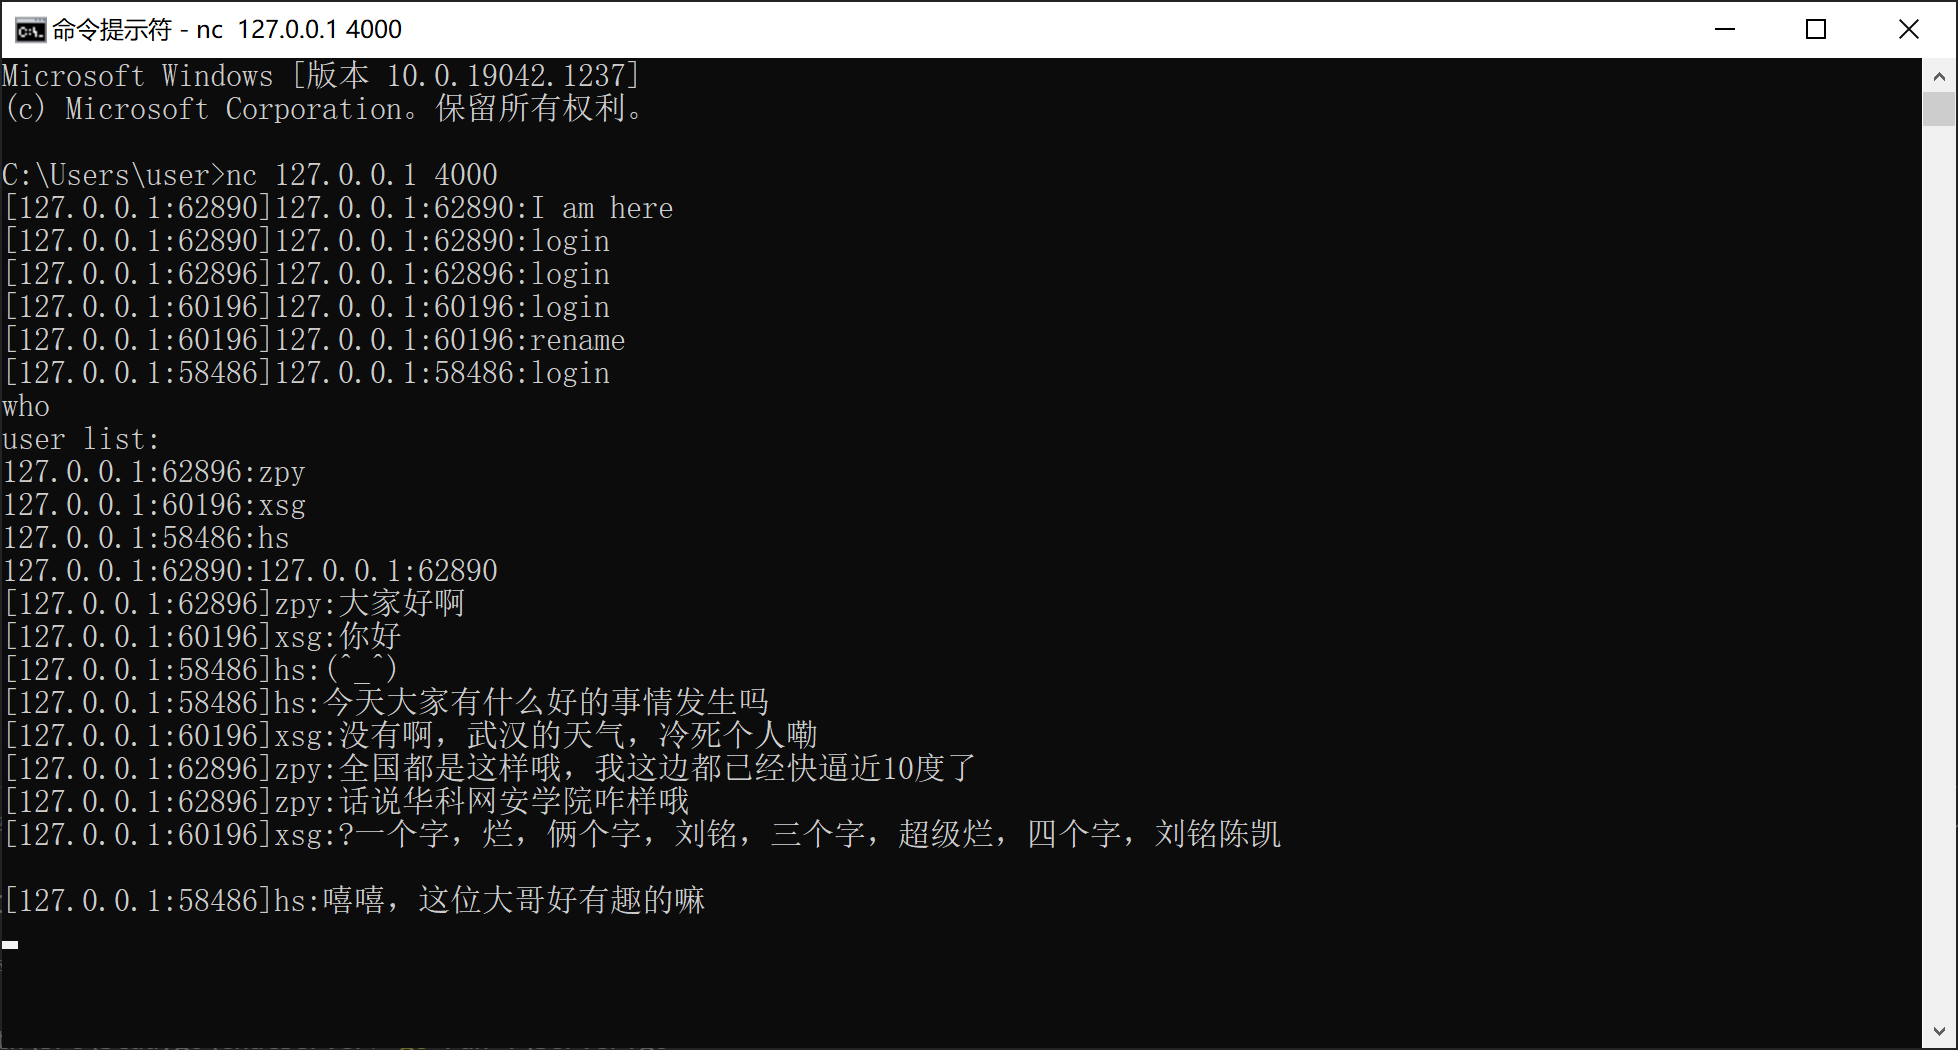 命令提示符 - nc  127.0.0.1 4000
Microsoft Windows [版本 10.0.19042.1237]
(c) Microsoft Corporation。保留所有权利。
C:\Users\user>nc 127.0.0.1 4000
[127.0.0.1:62890]127.0.0.1:62890:I am here
[127.0.0.1:62890]127.0.0.1:62890:login
[127.0.0.1:62896]127.0.0.1:62896:login
[127.0.0.1:60196]127.0.0.1:60196:login
[127.0.0.1:60196]127.0.0.1:60196:rename
[127.0.0.1:58486]127.0.0.1:58486:login
who
user list:
127.0.0.1:62896:zpy
127.0.0.1:60196:xsg
127.0.0.1:58486:hs
127.0.0.1:62890:127.0.0.1:62890
[127.0.0.1:62896]zpy:大家好啊
[127.0.0.1:60196]xsg:你好
[127.0.0.1:58486]hs:(^_^)
[127.0.0.1:58486]hs:今天大家有什么好的事情发生吗
[127.0.0.1:60196]xsg:没有啊，武汉的天气，冷死个人嘞
[127.0.0.1:62896]zpy:全国都是这样哦，我这边都已经快逼近10度了
[127.0.0.1:62896]zpy:话说华科网安学院咋样哦
[127.0.0.1:60196]xsg:?一个字，烂，俩个字，刘铭，三个字，超级烂，四个字，刘铭陈凯
[127.0.0.1:58486]hs:嘻嘻，这位大哥好有趣的嘛